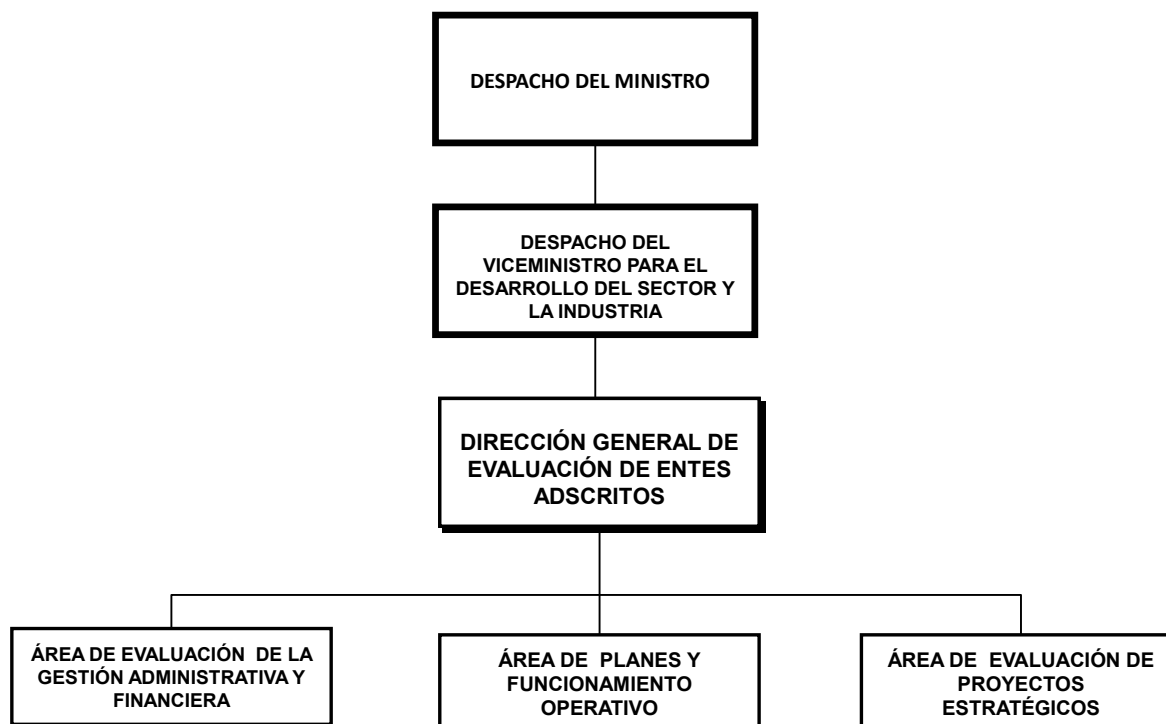 DESPACHO DEL MINISTRO
DESPACHO DEL
VICEMINISTRO PARA EL
DESARROLLO DEL SECTOR Y
LA INDUSTRIA
DIRECCIÓN GENERAL DE
EVALUACIÓN DE ENTES
ADSCRITOS
ÁREA DE EVALUACIÓN DE LA
GESTIÓN ADMINISTRATIVA Y
FINANCIERA
ÁREA DE PLANES Y
FUNCIONAMIENTO
OPERATIVO
ÁREA DE EVALUACIÓN DE
PROYECTOS
ESTRATÉGICOS